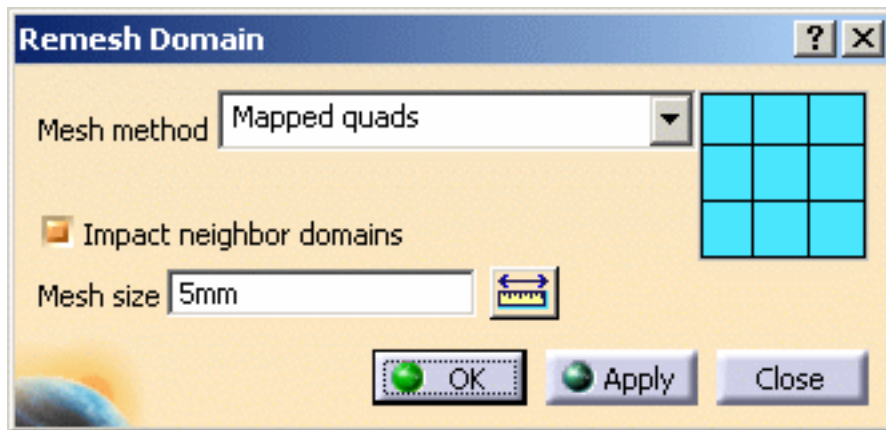 Remesh Domain
Mesh method Mapped quads
Impact neighbor domains
Mesh size 5mm
OK Apply Close